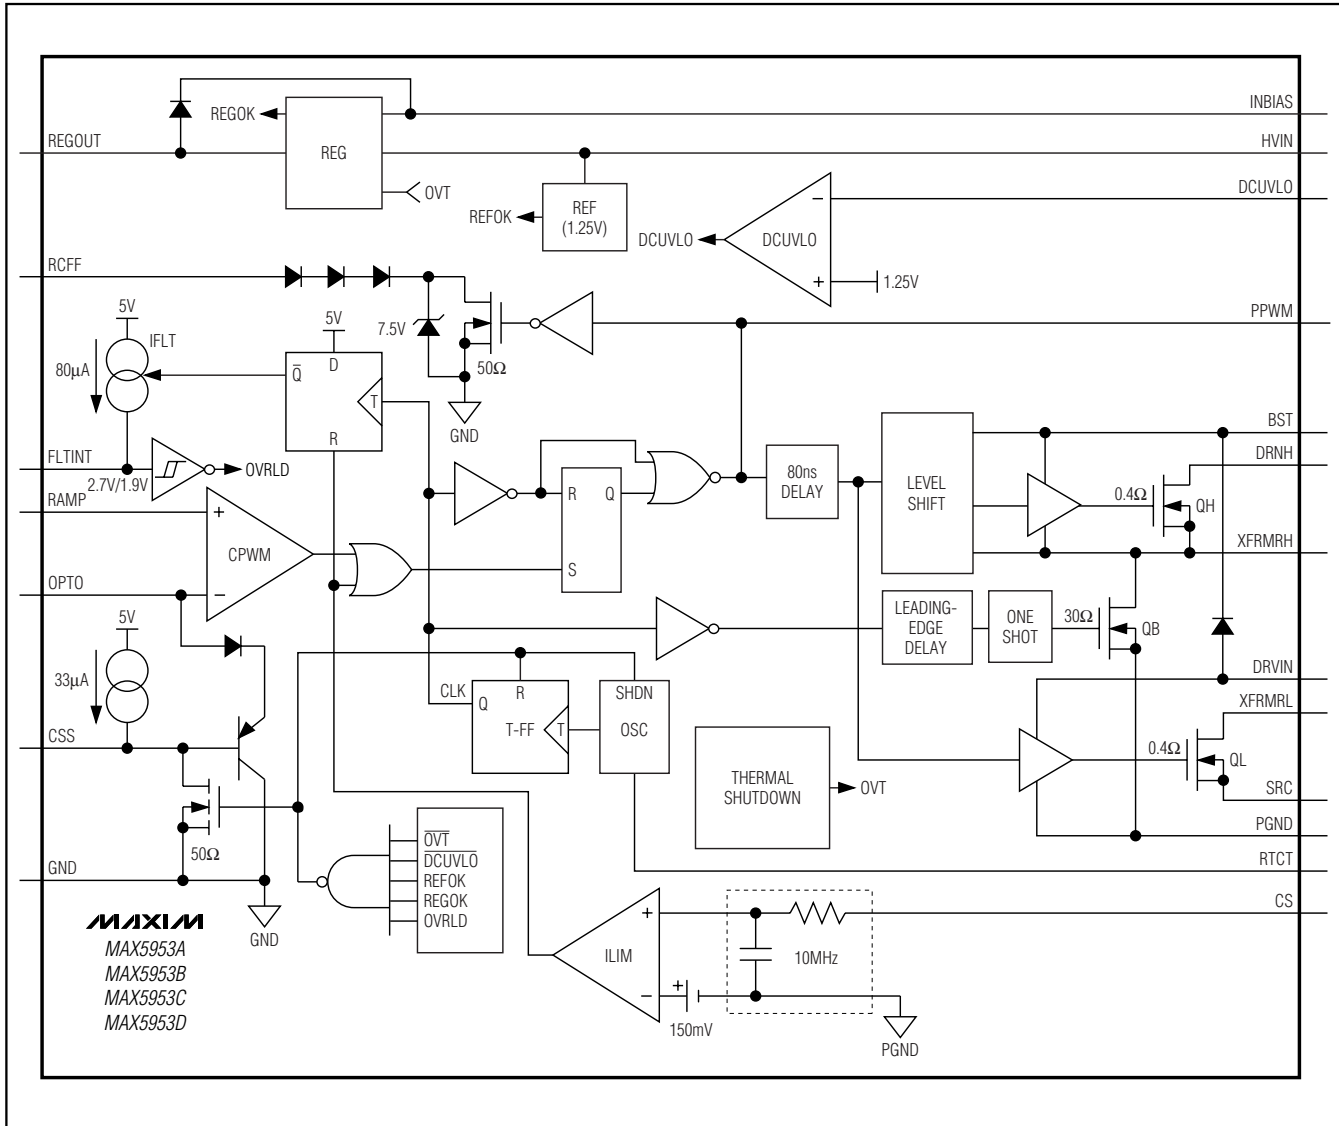 INBIAS
REGOK
REGOUT
REG
HVIN
OVT
REF
(1.25V)
REFOK
DCUVLO
DCUVLO
DCUVLO
−
+
1.25V
RCFF
5V
IFLT
80µA
5V
7.5V
50Ω
GND
PPWM
Q̅
D
T
R
FLTINT
2.7V/1.9V
OVRLD
RAMP
+
CPWM
OPTO
−
R
Q
S
80ns
DELAY
LEVEL
SHIFT
BST
DRNH
0.4Ω
QH
XFRMRH
5V
33µA
CSS
LEADING-
EDGE
DELAY
ONE
SHOT
30Ω
QB
DRVIN
XFRMRL
CLK
Q
R
T-FF
T
SHDN
OSC
THERMAL
SHUTDOWN
OVT
0.4Ω
QL
SRC
PGND
RTCT
50Ω
GND
GND
O̅V̅T̅
D̅C̅U̅V̅L̅O̅
REFOK
REGOK
OVRLD
CS
+
ILIM
−
+
150mV
10MHz
PGND
MAXIM
MAX5953A
MAX5953B
MAX5953C
MAX5953D